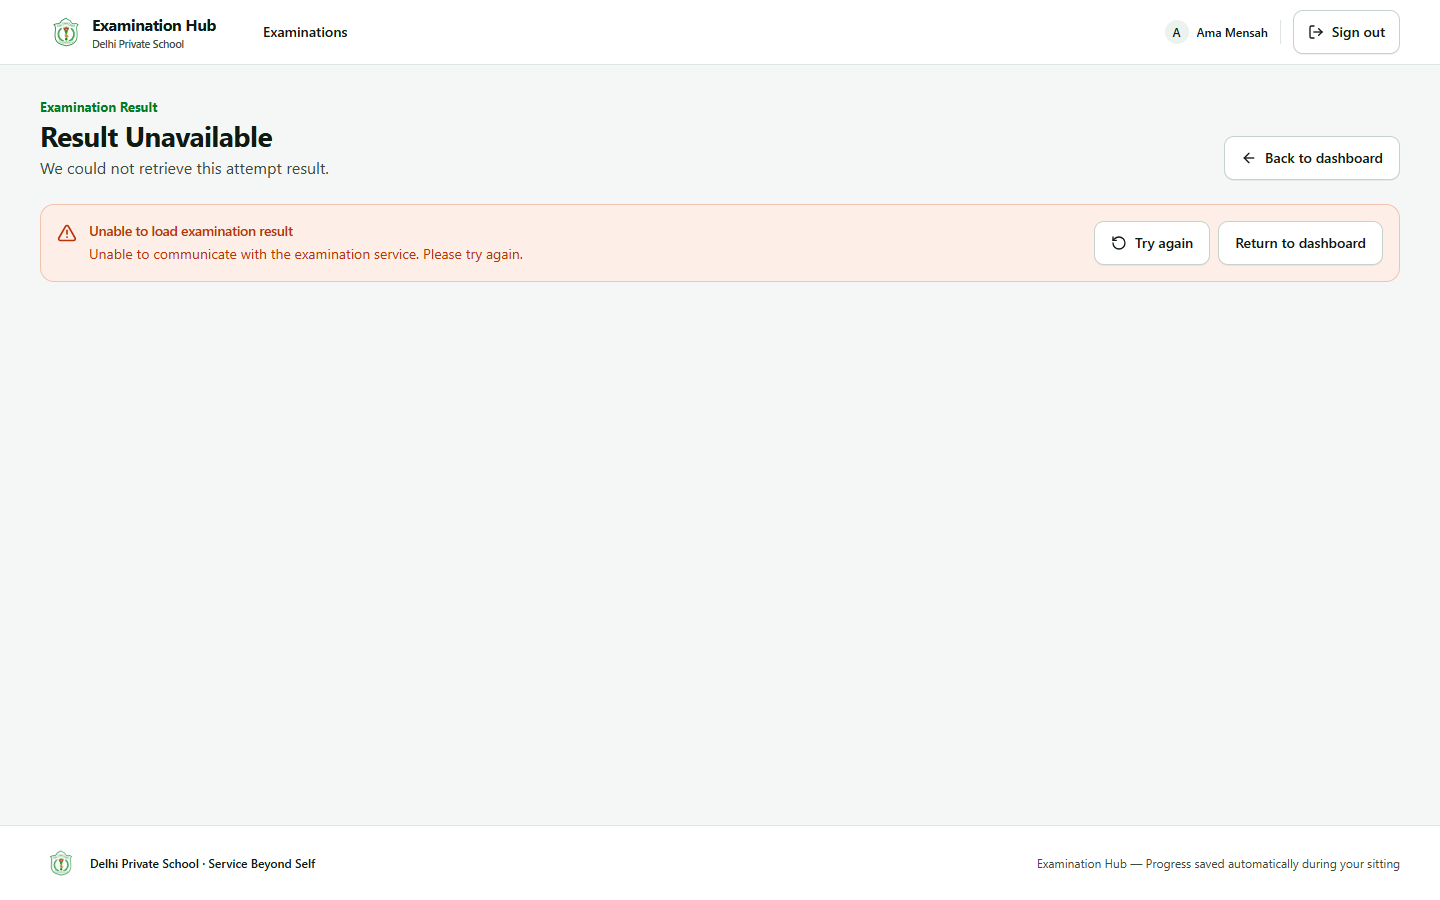 Examination Hub
Delhi Private School
Examinations
A
Ama Mensah
Sign out
Examination Result
Result Unavailable
We could not retrieve this attempt result.
Back to dashboard
Unable to load examination result
Unable to communicate with the examination service. Please try again.
Try again
Return to dashboard
Delhi Private School · Service Beyond Self
Examination Hub — Progress saved automatically during your sitting